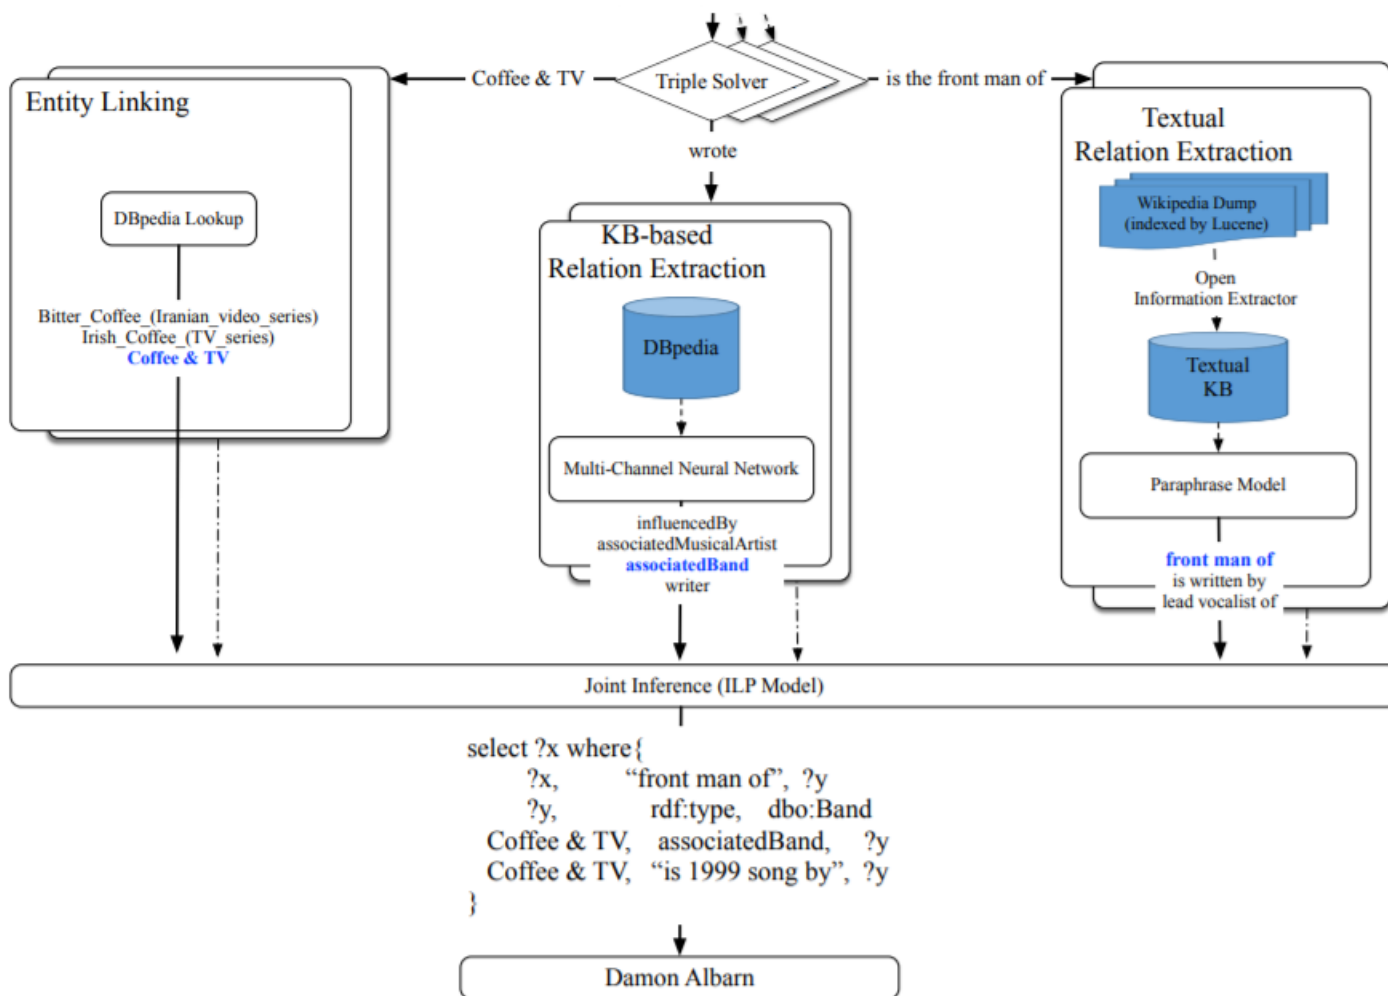 Coffee & TV
Triple Solver
is the front man of
wrote
Entity Linking
DBpedia Lookup
Bitter_Coffee_(Iranian_video_series)
Irish_Coffee_(TV_series)
Coffee & TV
KB-based
Relation Extraction
DBpedia
Multi-Channel Neural Network
influencedBy
associatedMusicalArtist
associatedBand
writer
Textual
Relation Extraction
Wikipedia Dump
(indexed by Lucene)
Open
Information Extractor
Textual
KB
Paraphrase Model
front man of
is written by
lead vocalist of
Joint Inference (ILP Model)
select ?x where{
?x, “front man of”, ?y
?y, rdf:type, dbo:Band
Coffee & TV, associatedBand, ?y
Coffee & TV, “is 1999 song by”, ?y
}
Damon Albarn